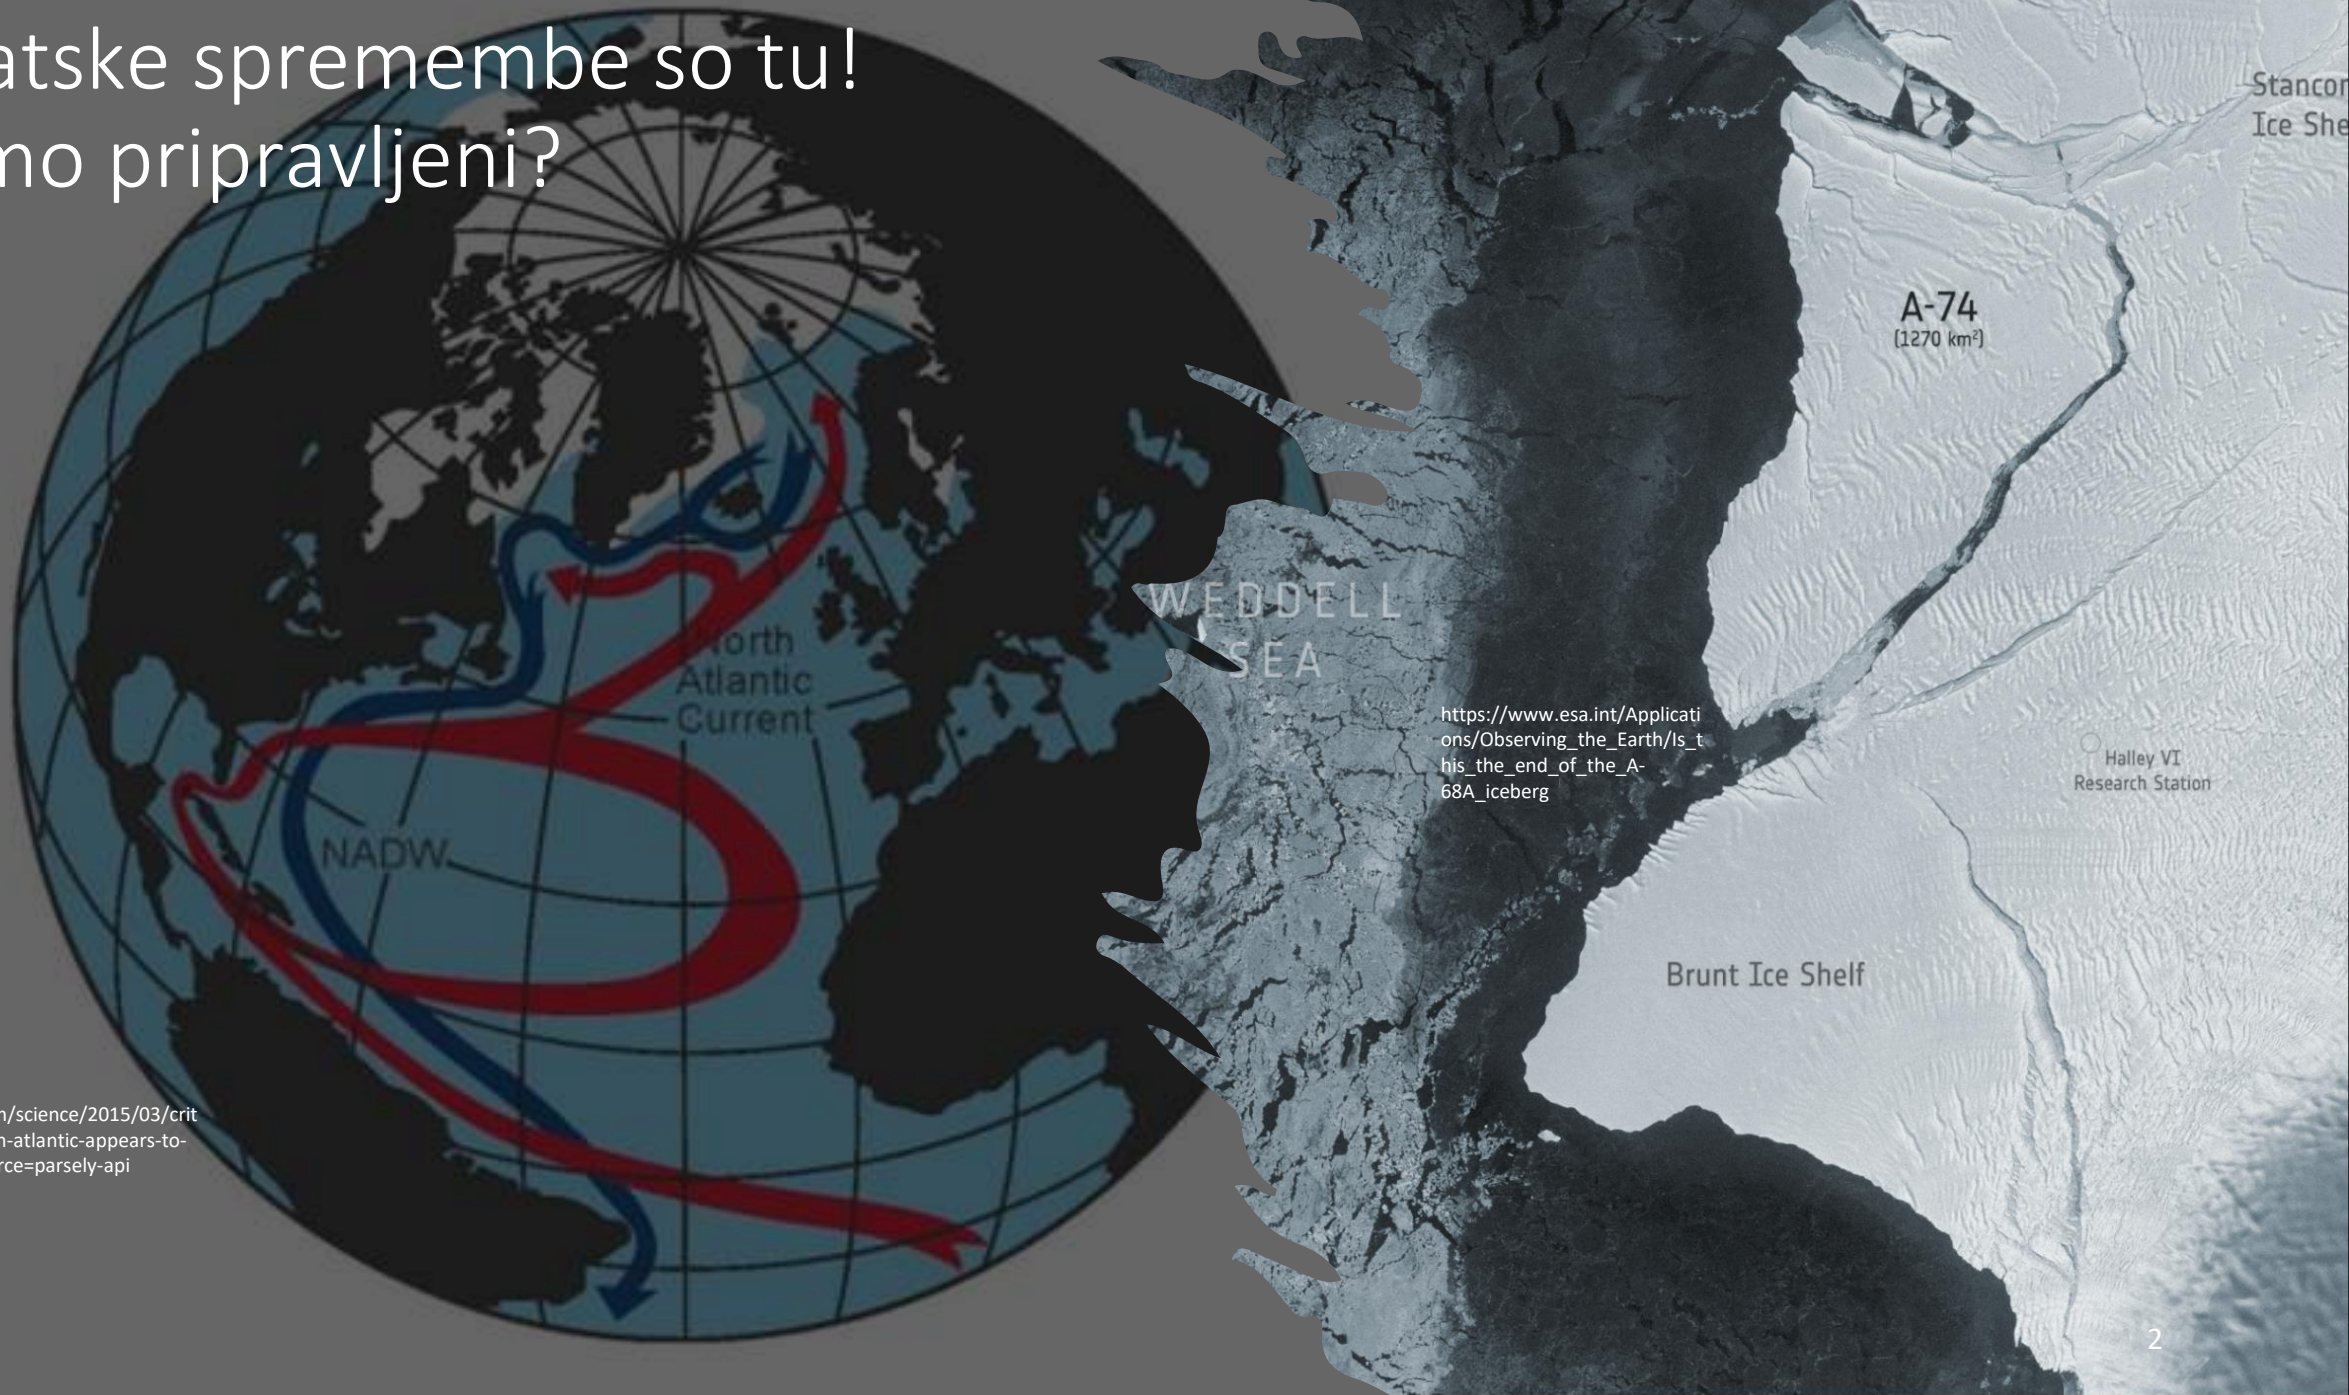 atske spremembe so tu!
mo pripravljeni?
Stancor
Ice She
A-74
(1270 km²)
WEDDELL
SEA
North
Atlantic
Current
https://www.esa.int/Applicati
ons/Observing_the_Earth/Is_t
his_the_end_of_the_A-
68A_iceberg
Halley VI
Research Station
NADW
Brunt Ice Shelf
n/science/2015/03/crit
n-atlantic-appears-to-
rce=parsely-api
2